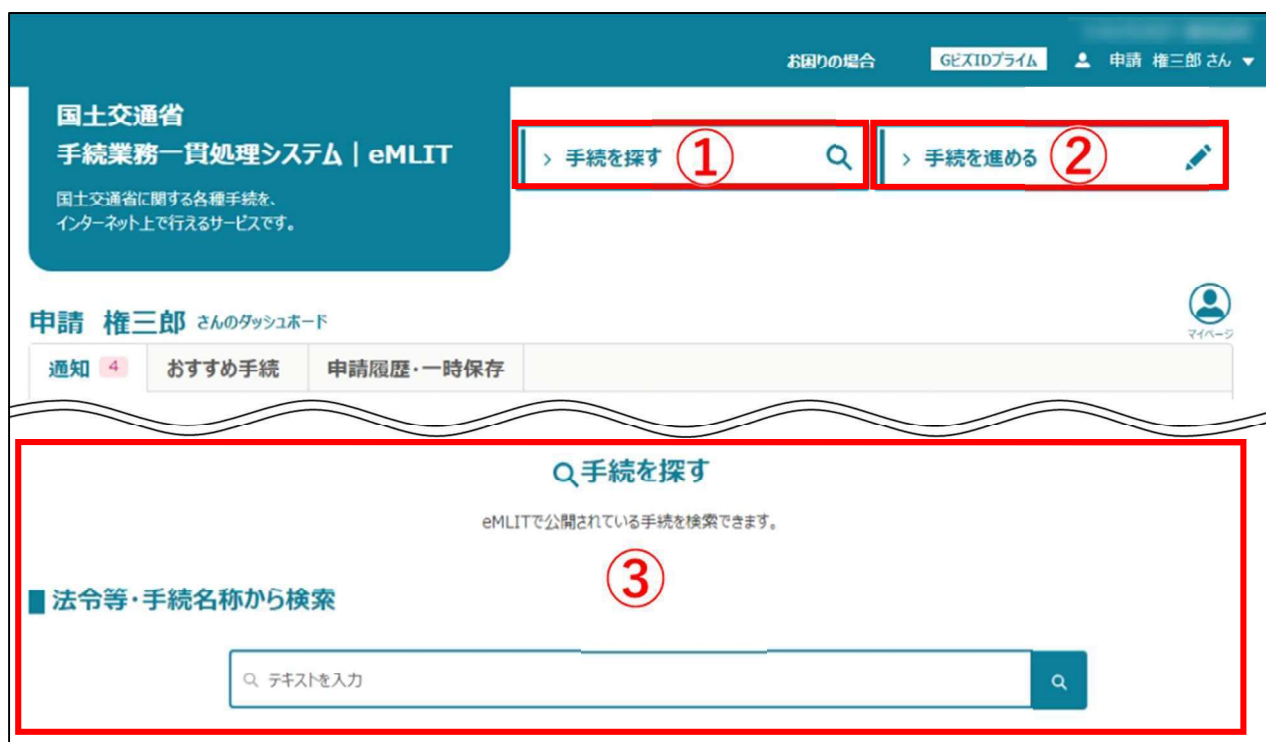 お困りの場合 GビズIDプライム 申請 権三郎 さん ▼
国土交通省
手続業務一貫処理システム｜eMLIT
国土交通省に関する各種手続を、
インターネット上で行えるサービスです。
> 手続を探す ①
> 手続を進める ②
申請 権三郎 さんのダッシュボード
マイページ
通知 4 おすすめ手続 申請履歴・一時保存
手続を探す
eMLITで公開されている手続を検索できます。
③
■法令等・手続名称から検索
テキストを入力